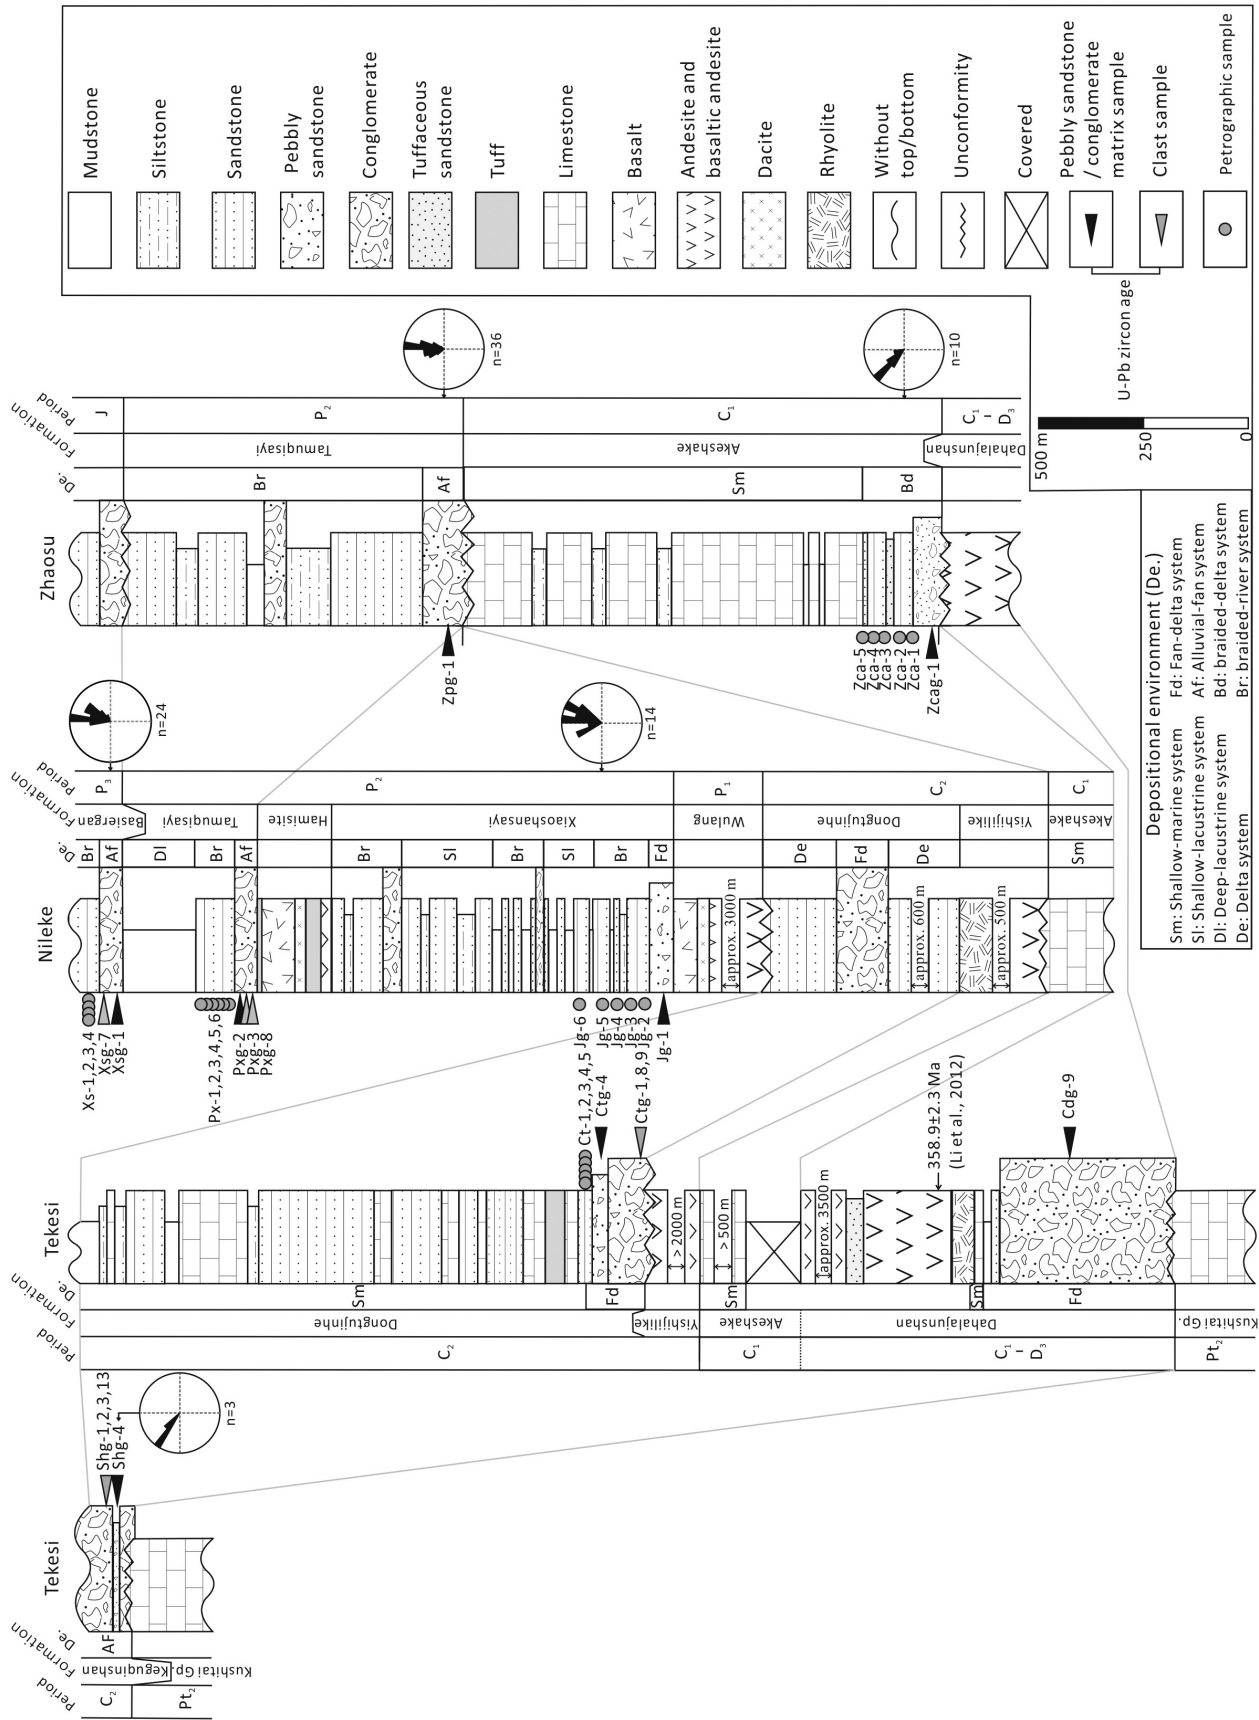 Tekesi
Period
Formation
De.
C2
Pt2
Keguqinshan
Kushitai Gp.
AF
Shg-1,2,3,13
Shg-4
n=3
Tekesi
Period
Formation
De.
C2
C1
C1
–
D3
Pt2
Dongtujinhe
Yishijilike
Akeshake
Dahalajunshan
Kushitai Gp.
Sm
Fd
Sm
Sm
Fd
> 2000 m
> 500 m
approx. 3500 m
Ct-1,2,3,4,5
Ctg-4
Ctg-1,8,9
358.9±2.3 Ma
(Li et al., 2012)
Cdg-9
Nileke
De.
Formation
Period
Br
Af
Dl
Br
Af
Br
Sl
Br
Sl
Br
Fd
De
Fd
De
Sm
Basiergan
Tamuqisayi
Hamisite
Xiaoshansayi
Wulang
Dongtujinhe
Yishijilike
Akeshake
P3
P2
P1
C2
C1
approx. 3000 m
approx. 600 m
approx. 500 m
Xs-1,2,3,4
Xsg-7
Xsg-1
Px-1,2,3,4,5,6
Pxg-2
Pxg-3
Pxg-8
Jg-6
Jg-5
Jg-4
Jg-3
Jg-2
Jg-1
n=24
n=14
Zhaosu
De.
Formation
Period
Br
Af
Sm
Bd
Tamuqisayi
Akeshake
Dahalajunshan
J
P2
C1
C1
–
D3
Zpg-1
Zca-5
Zca-4
Zca-3
Zca-2
Zca-1
Zcag-1
n=36
n=10
Mudstone
Siltstone
Sandstone
Pebbly
sandstone
Conglomerate
Tuffaceous
sandstone
Tuff
Limestone
Basalt
Andesite and
basaltic andesite
Dacite
Rhyolite
Without
top/bottom
Unconformity
Covered
Pebbly sandstone
/ conglomerate
matrix sample
Clast sample
Petrographic sample
U-Pb zircon age
500 m
250
0
Depositional environment (De.)
Sm: Shallow-marine system
Sl: Shallow-lacustrine system
Dl: Deep-lacustrine system
De: Delta system
Fd: Fan-delta system
Af: Alluvial-fan system
Bd: braided-delta system
Br: braided-river system